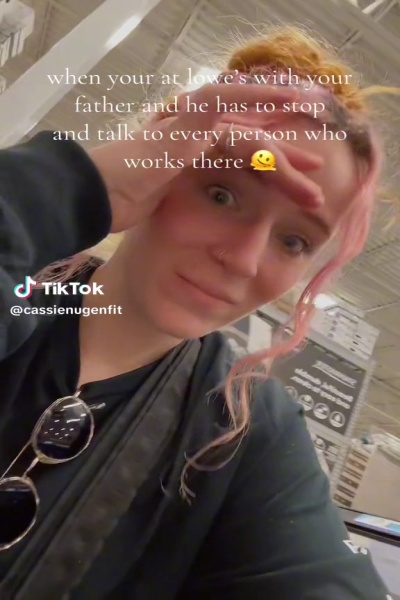 when your at lowe's with your
father and he has to stop
and talk to every person who
works there 🫠
TikTok
@cassienugenfit